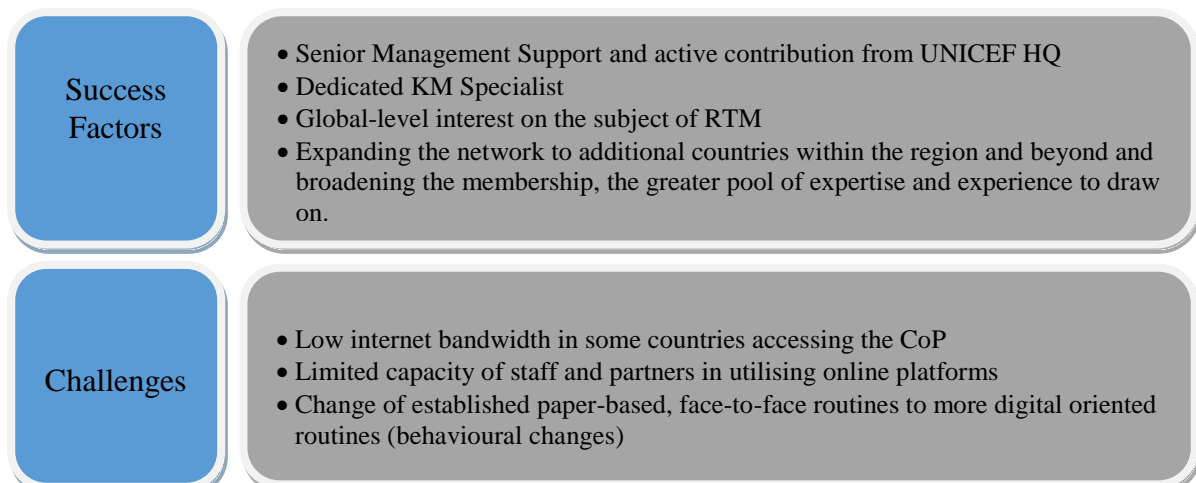 Success
Factors
• Senior Management Support and active contribution from UNICEF HQ
• Dedicated KM Specialist
• Global-level interest on the subject of RTM
• Expanding the network to additional countries within the region and beyond and
broadening the membership, the greater pool of expertise and experience to draw
on.
Challenges
• Low internet bandwidth in some countries accessing the CoP
• Limited capacity of staff and partners in utilising online platforms
• Change of established paper-based, face-to-face routines to more digital oriented
routines (behavioural changes)